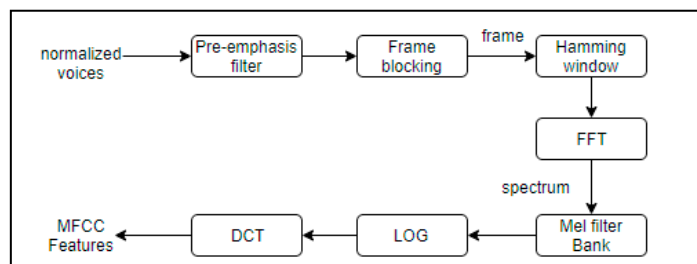 normalized
voices
Pre-emphasis
filter
Frame
blocking
frame
Hamming
window
FFT
spectrum
Mel filter
Bank
LOG
DCT
MFCC
Features